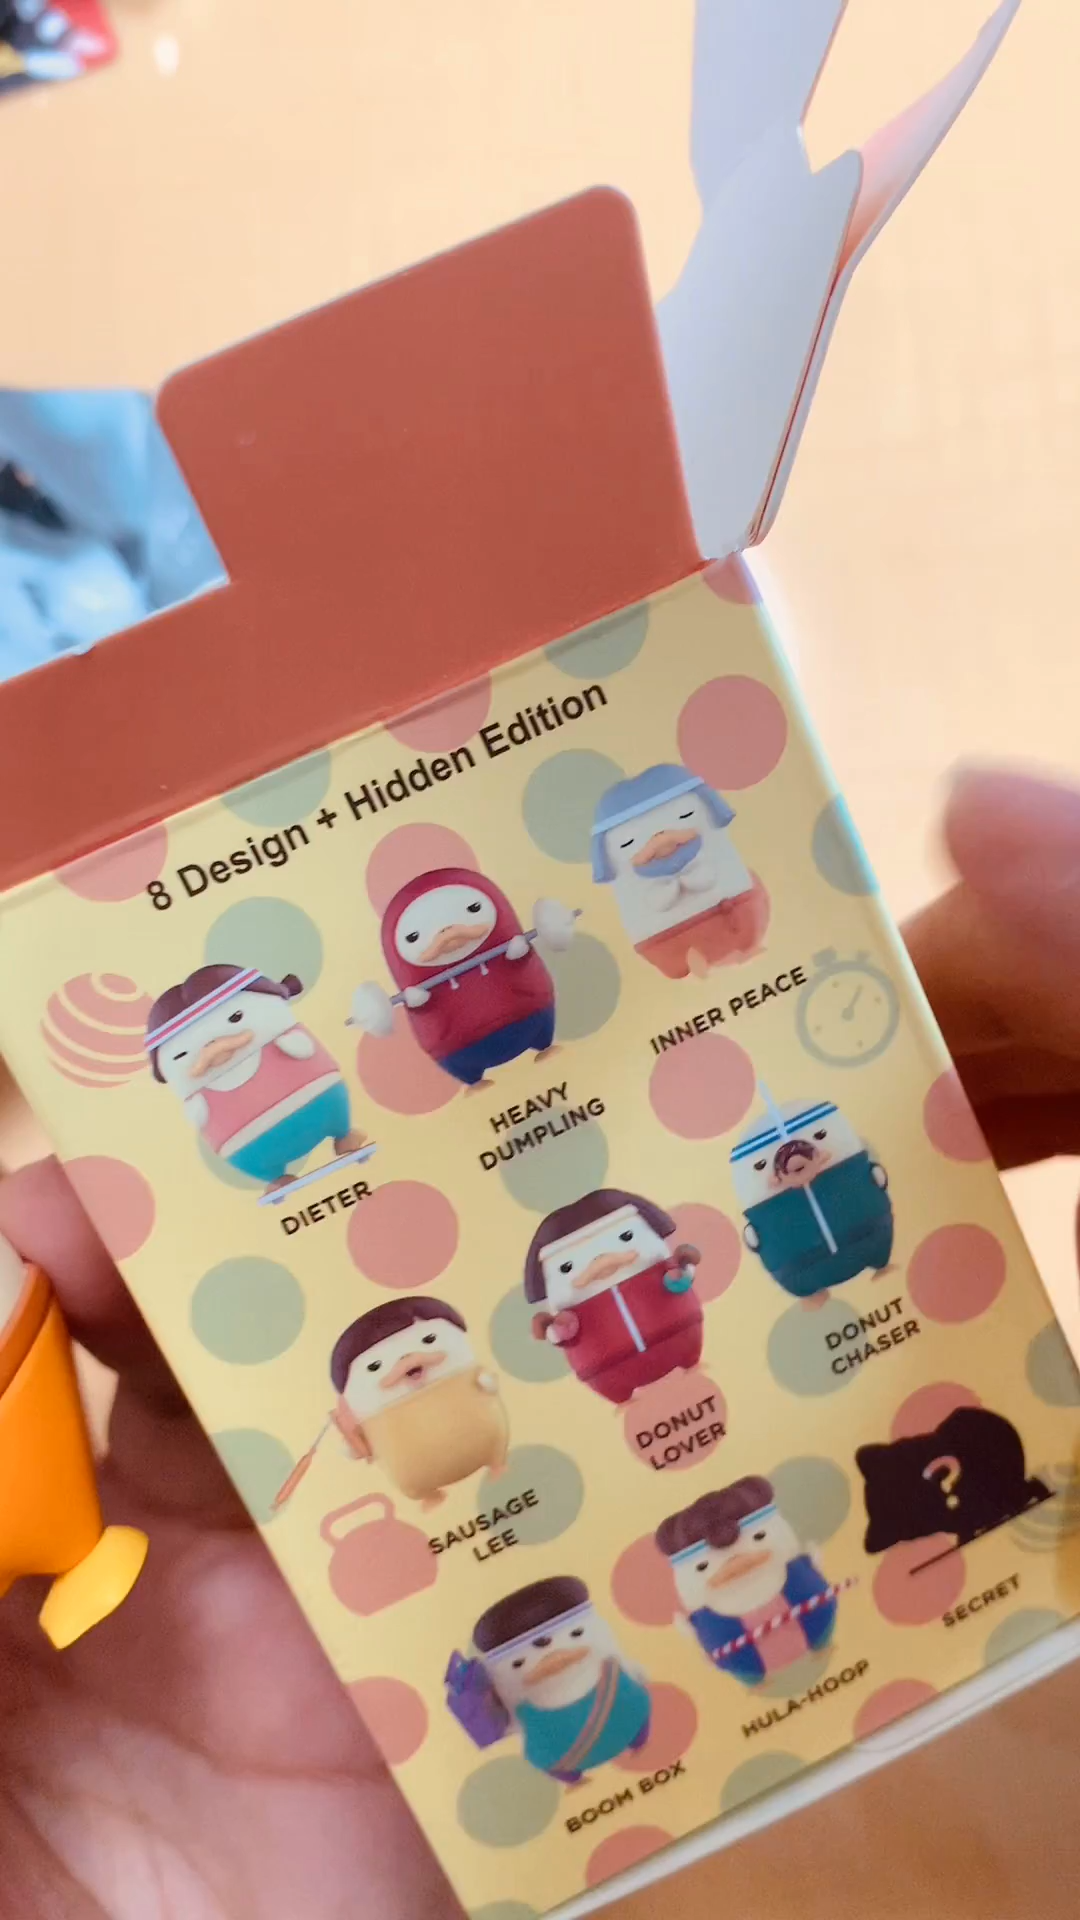 8 Design + Hidden Edition
DIETER
HEAVY
DUMPLING
INNER PEACE
SAUSAGE
LEE
DONUT
LOVER
DONUT
CHASER
BOOM BOX
HULA-HOOP
?
SECRET